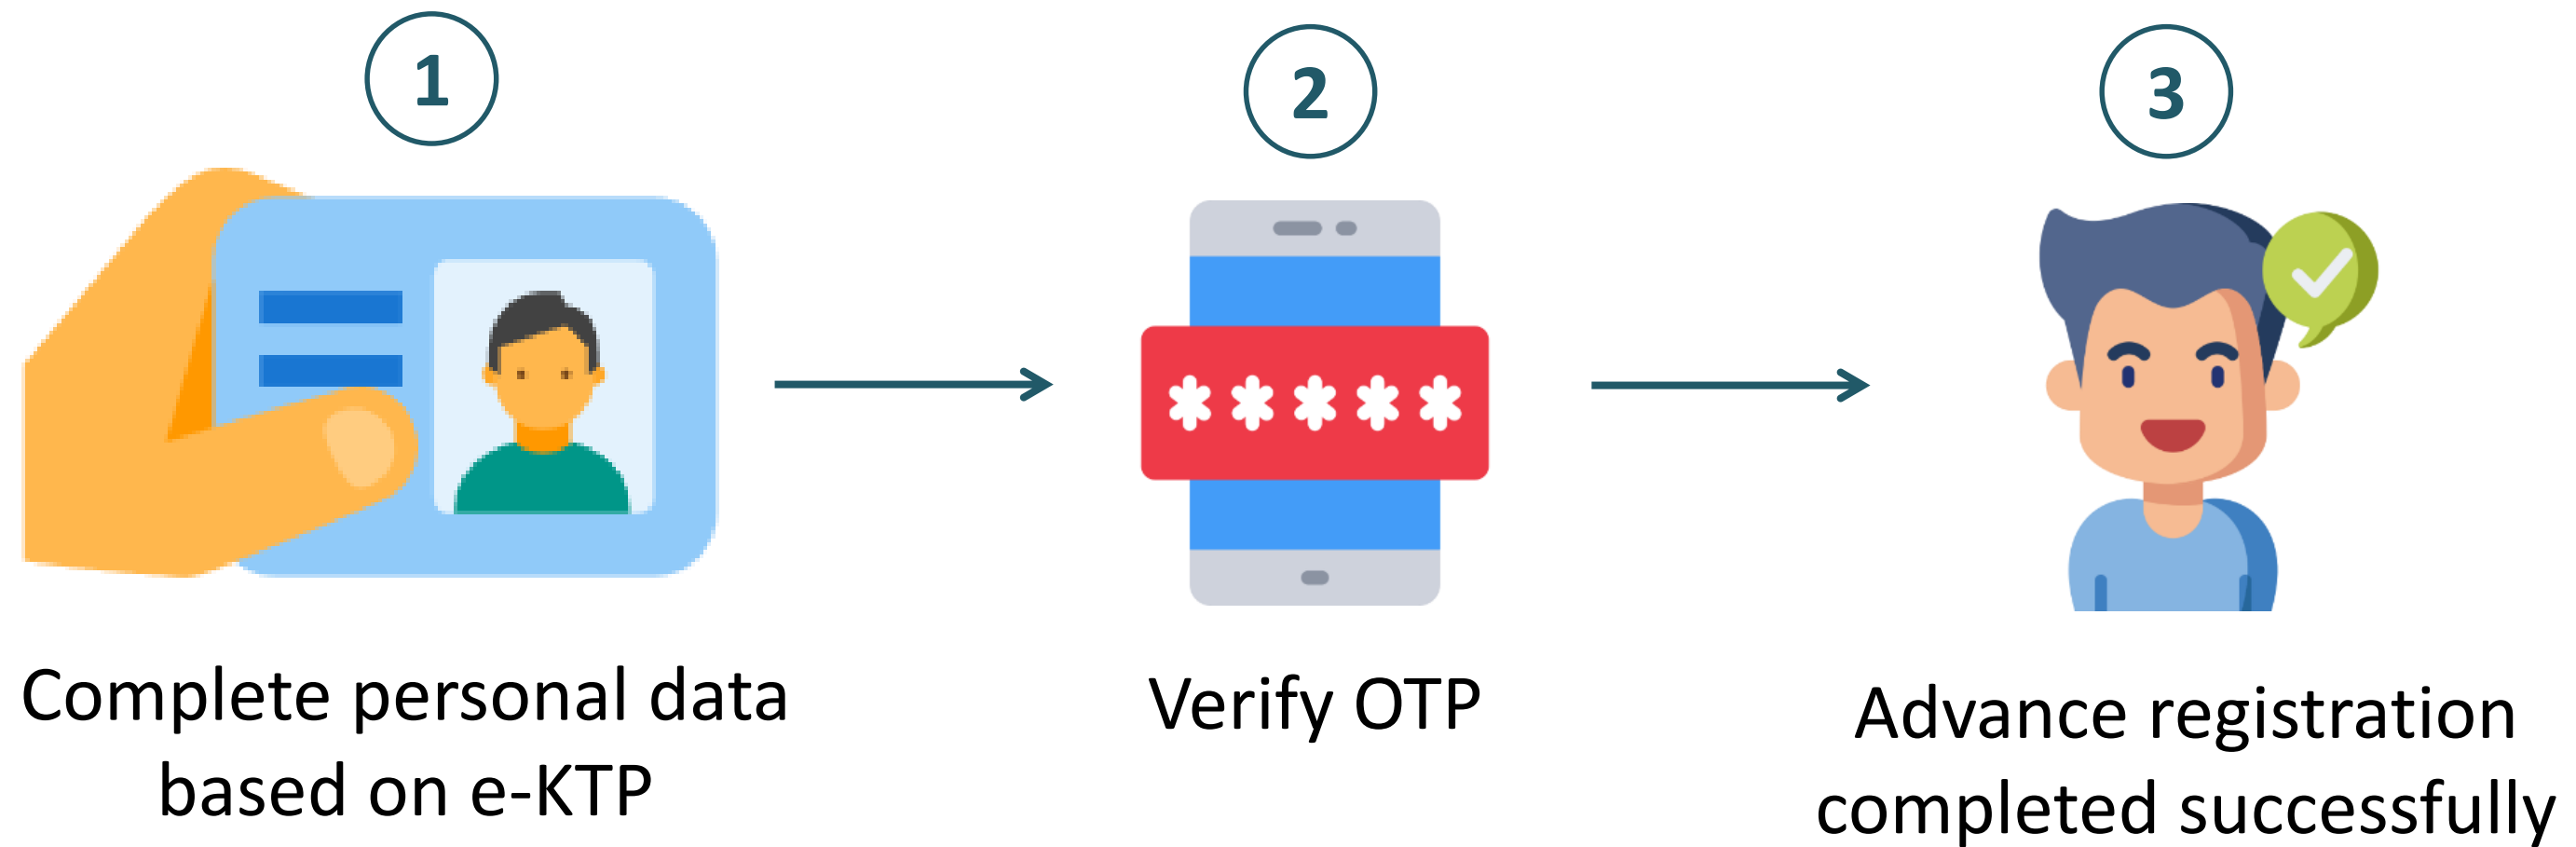 1
2
3
Complete personal data
based on e-KTP
*****
Verify OTP
Advance registration
completed successfully